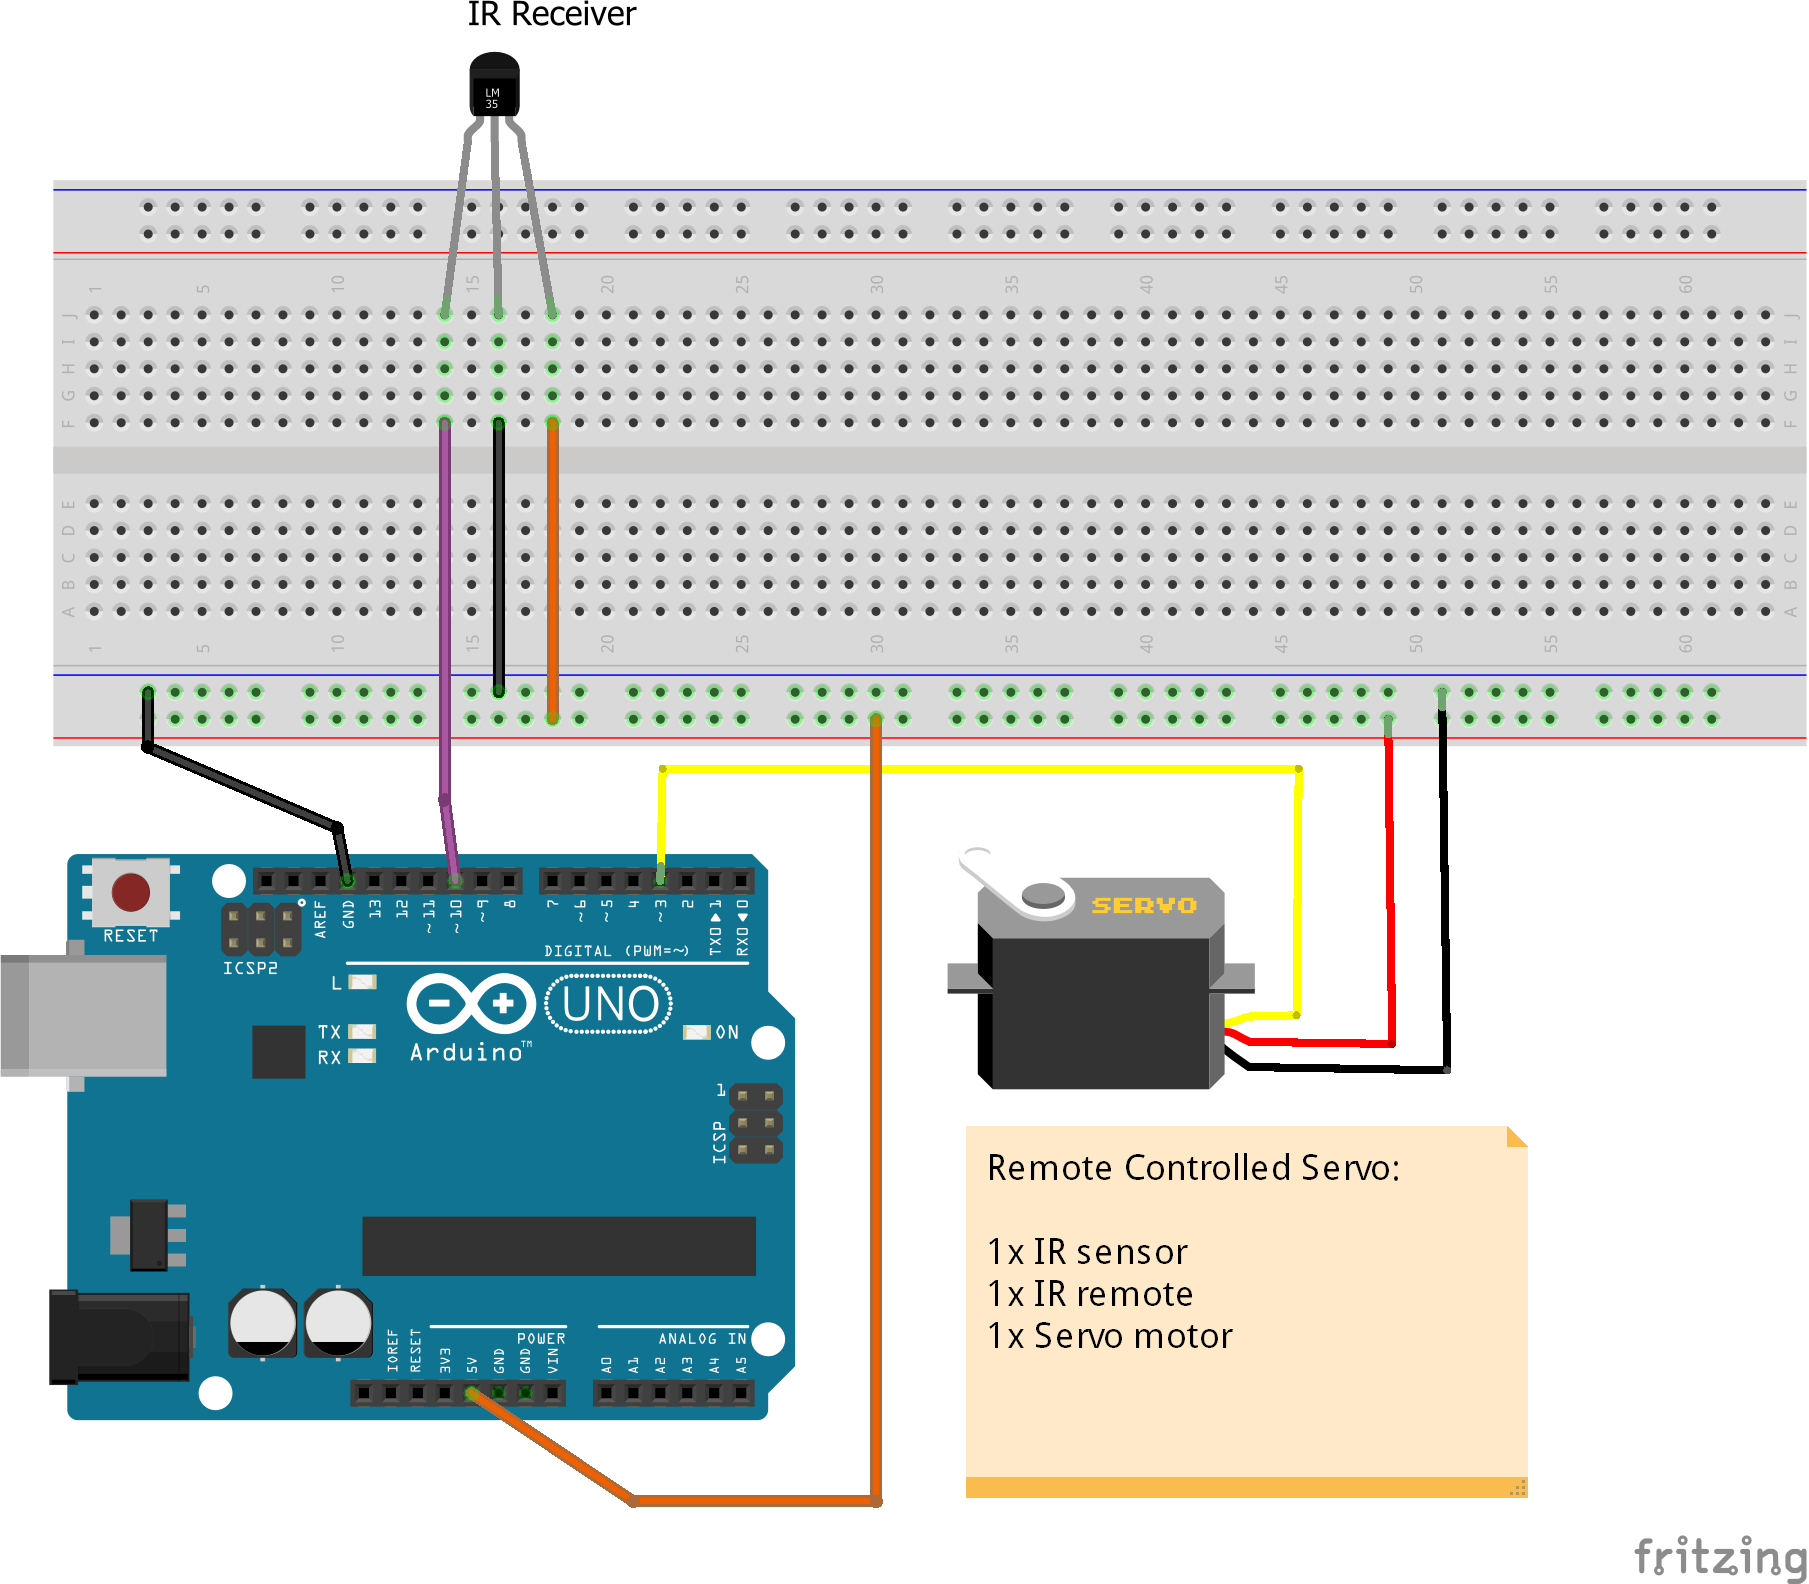 IR Receiver
LM
35
1 5 10 15 20 25 30 35 40 45 50 55 60
J J
I I
H H
G G
F F
E E
D D
C C
B B
A A
1 5 10 15 20 25 30 35 40 45 50 55 60
RESET
ICSP2
AREF
GND
13
12
~11
~10
~9
8
7
~6
~5
4
~3
2
TX0▶1
RX0◀0
DIGITAL (PWM=~)
L
TX
RX
UNO
Arduino™
ON
1
ICSP
SERVO
IOREF
RESET
3V3
5V
GND
GND
VIN
POWER
ANALOG IN
A0
A1
A2
A3
A4
A5
Remote Controlled Servo:
1x IR sensor
1x IR remote
1x Servo motor
fritzing